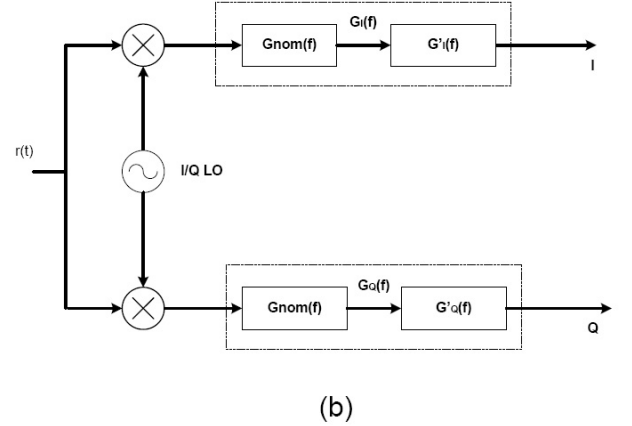 GI(f)
Gnom(f)
G'I(f)
I
r(t)
I/Q LO
GQ(f)
Gnom(f)
G'Q(f)
Q
(b)